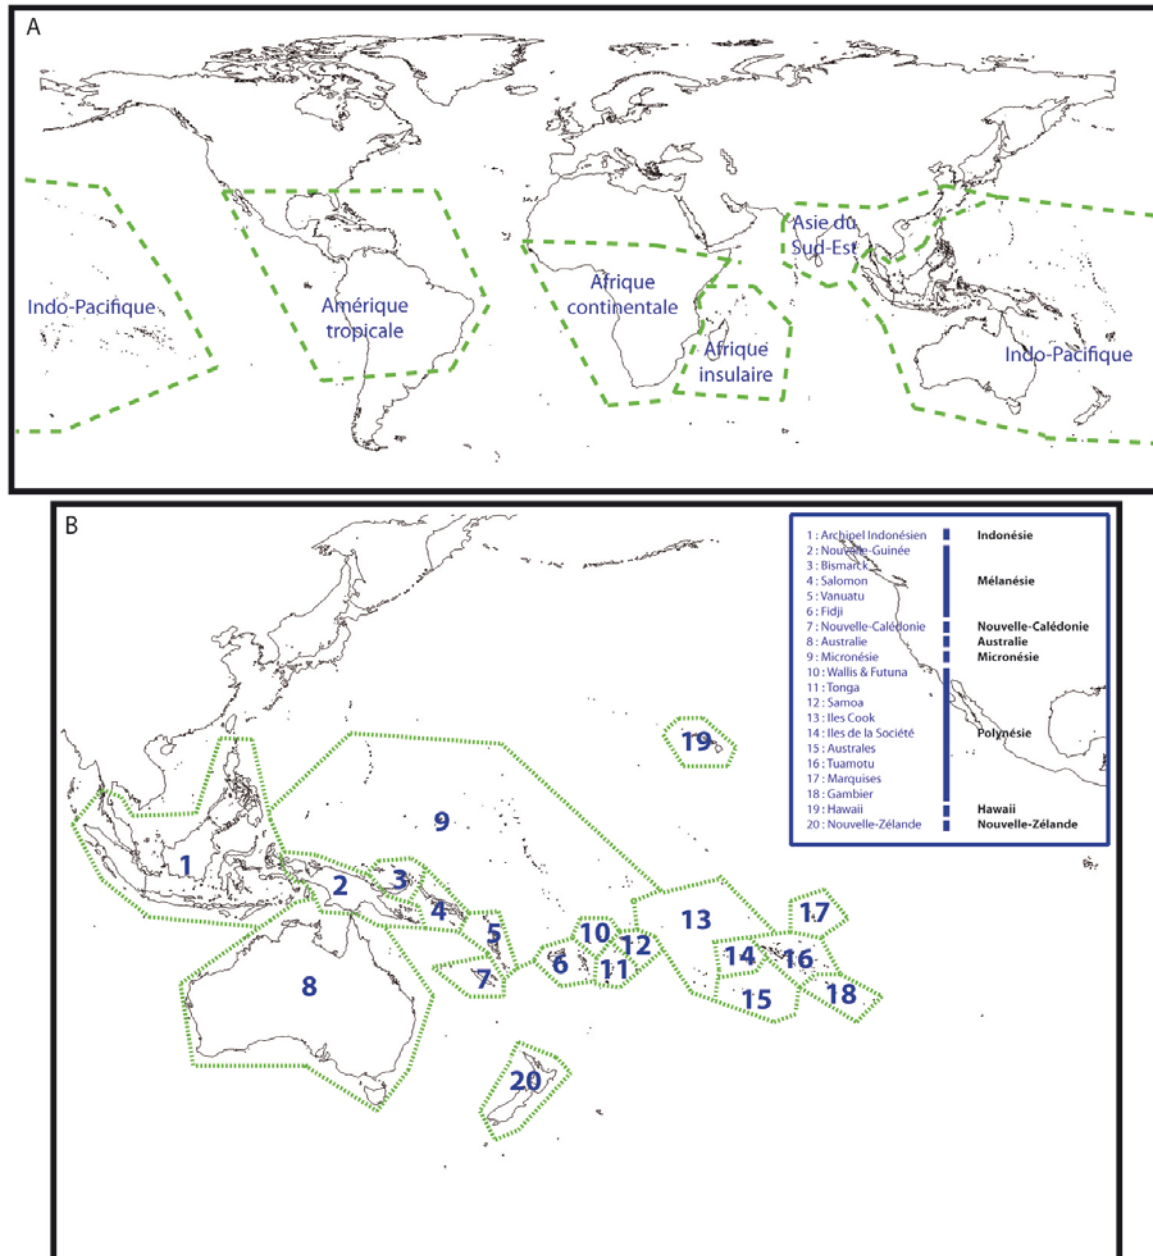 A
Indo-Pacifique
Amérique
tropicale
Afrique
continentale
Afrique
insulaire
Asie du
Sud-Est
Indo-Pacifique
B
1 : Archipel Indonésien
Indonésie
2 : Nouvelle-Guinée
3 : Bismarck
4 : Salomon
Mélanésie
5 : Vanuatu
6 : Fidji
7 : Nouvelle-Calédonie
Nouvelle-Calédonie
8 : Australie
Australie
9 : Micronésie
Micronésie
10 : Wallis & Futuna
11 : Tonga
12 : Samoa
13 : Iles Cook
14 : Iles de la Société
Polynésie
15 : Australes
16 : Tuamotu
17 : Marquises
18 : Gambier
19 : Hawaii
Hawaii
20 : Nouvelle-Zélande
Nouvelle-Zélande
19
9
1
2
3
4
5
13
17
10
12
6
11
14
16
7
8
15
18
20